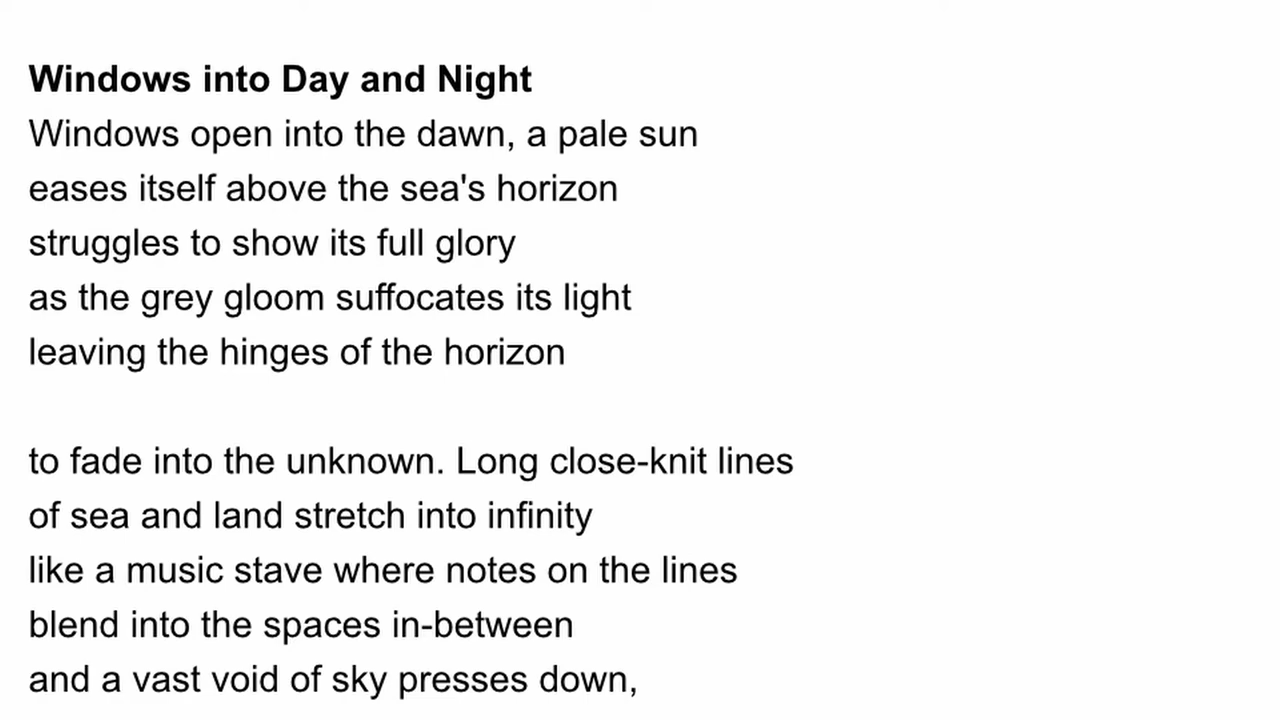 Windows into Day and Night
Windows open into the dawn, a pale sun
eases itself above the sea's horizon
struggles to show its full glory
as the grey gloom suffocates its light
leaving the hinges of the horizon
to fade into the unknown. Long close-knit lines
of sea and land stretch into infinity
like a music stave where notes on the lines
blend into the spaces in-between
and a vast void of sky presses down,